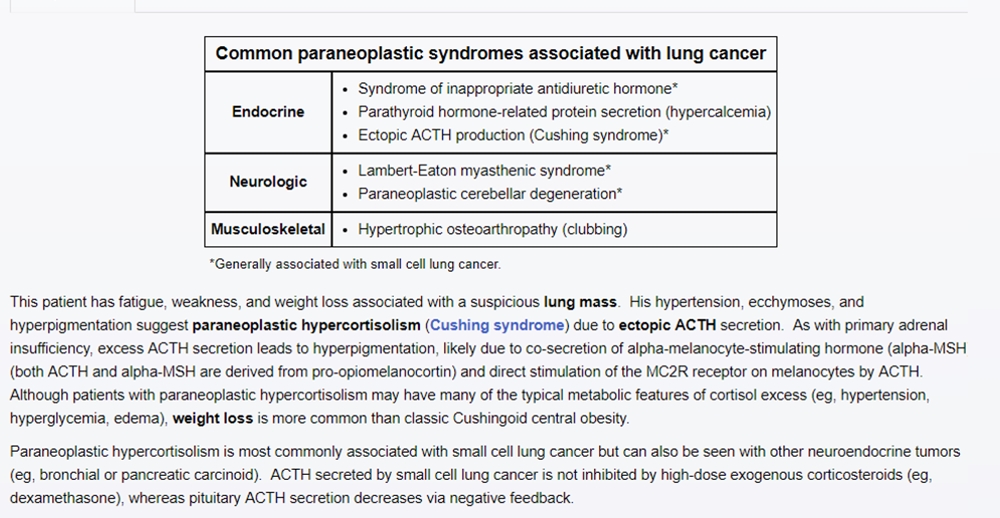 Common paraneoplastic syndromes associated with lung cancer
Endocrine
• Syndrome of inappropriate antidiuretic hormone*
• Parathyroid hormone-related protein secretion (hypercalcemia)
• Ectopic ACTH production (Cushing syndrome)*
Neurologic
• Lambert-Eaton myasthenic syndrome*
• Paraneoplastic cerebellar degeneration*
Musculoskeletal
• Hypertrophic osteoarthropathy (clubbing)
*Generally associated with small cell lung cancer.
This patient has fatigue, weakness, and weight loss associated with a suspicious lung mass. His hypertension, ecchymoses, and
hyperpigmentation suggest paraneoplastic hypercortisolism (Cushing syndrome) due to ectopic ACTH secretion. As with primary adrenal
insufficiency, excess ACTH secretion leads to hyperpigmentation, likely due to co-secretion of alpha-melanocyte-stimulating hormone (alpha-MSH
(both ACTH and alpha-MSH are derived from pro-opiomelanocortin) and direct stimulation of the MC2R receptor on melanocytes by ACTH.
Although patients with paraneoplastic hypercortisolism may have many of the typical metabolic features of cortisol excess (eg, hypertension,
hyperglycemia, edema), weight loss is more common than classic Cushingoid central obesity.
Paraneoplastic hypercortisolism is most commonly associated with small cell lung cancer but can also be seen with other neuroendocrine tumors
(eg, bronchial or pancreatic carcinoid). ACTH secreted by small cell lung cancer is not inhibited by high-dose exogenous corticosteroids (eg,
dexamethasone), whereas pituitary ACTH secretion decreases via negative feedback.